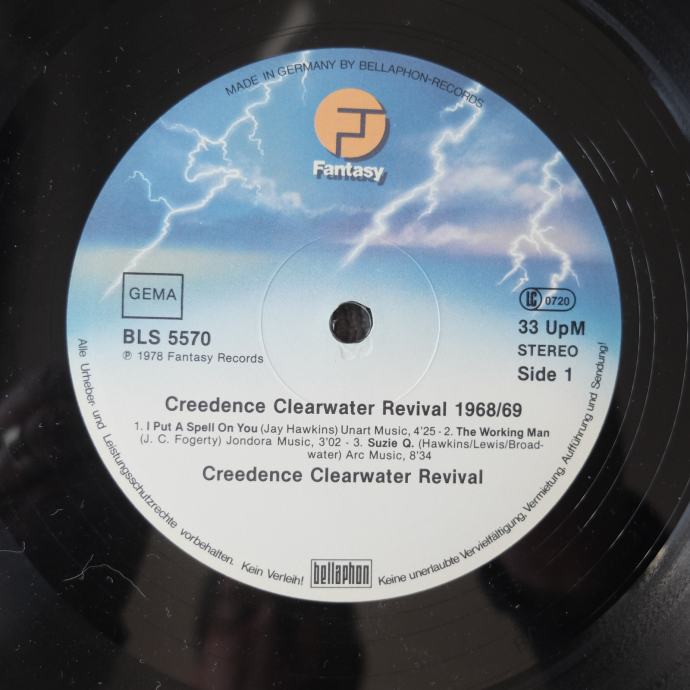 MADE IN GERMANY BY BELLAPHON-RECORDS
Fantasy
GEMA
LC 0720
BLS 5570
℗ 1978 Fantasy Records
33 UpM
STEREO
Side 1
Creedence Clearwater Revival 1968/69
1. I Put A Spell On You (Jay Hawkins) Unart Music, 4'25 - 2. The Working Man
(J. C. Fogerty) Jondora Music, 3'02 - 3. Suzie Q. (Hawkins/Lewis/Broad-
water) Arc Music, 8'34
Creedence Clearwater Revival
Alle Urheber- und Leistungsschutzrechte vorbehalten. Kein Verleih! Keine unerlaubte Vervielfältigung, Vermietung, Aufführung und Sendung!
bellaphon